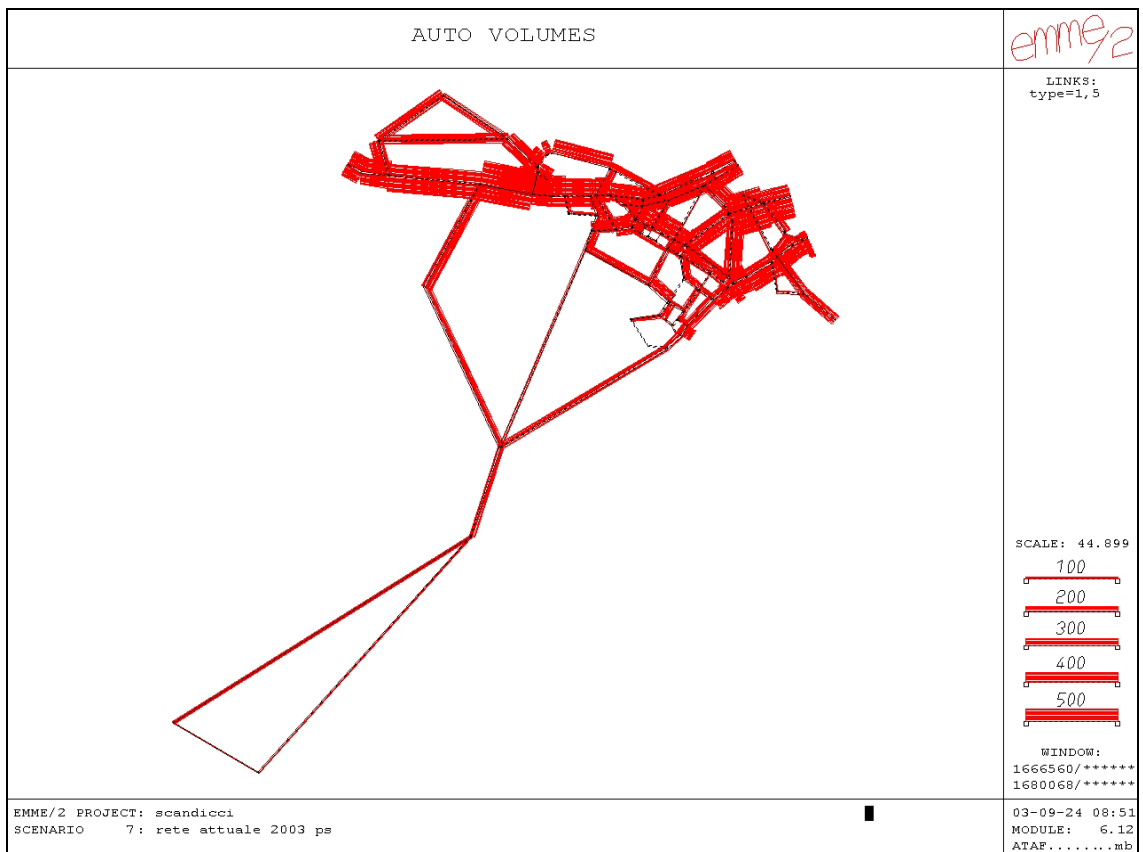 AUTO VOLUMES
emme/2
LINKS:
type=1,5
SCALE: 44.899
100
200
300
400
500
WINDOW:
1666560/******
1680068/******
EMME/2 PROJECT: scandicci
SCENARIO 7: rete attuale 2003 ps
03-09-24 08:51
MODULE: 6.12
ATAF.......mb